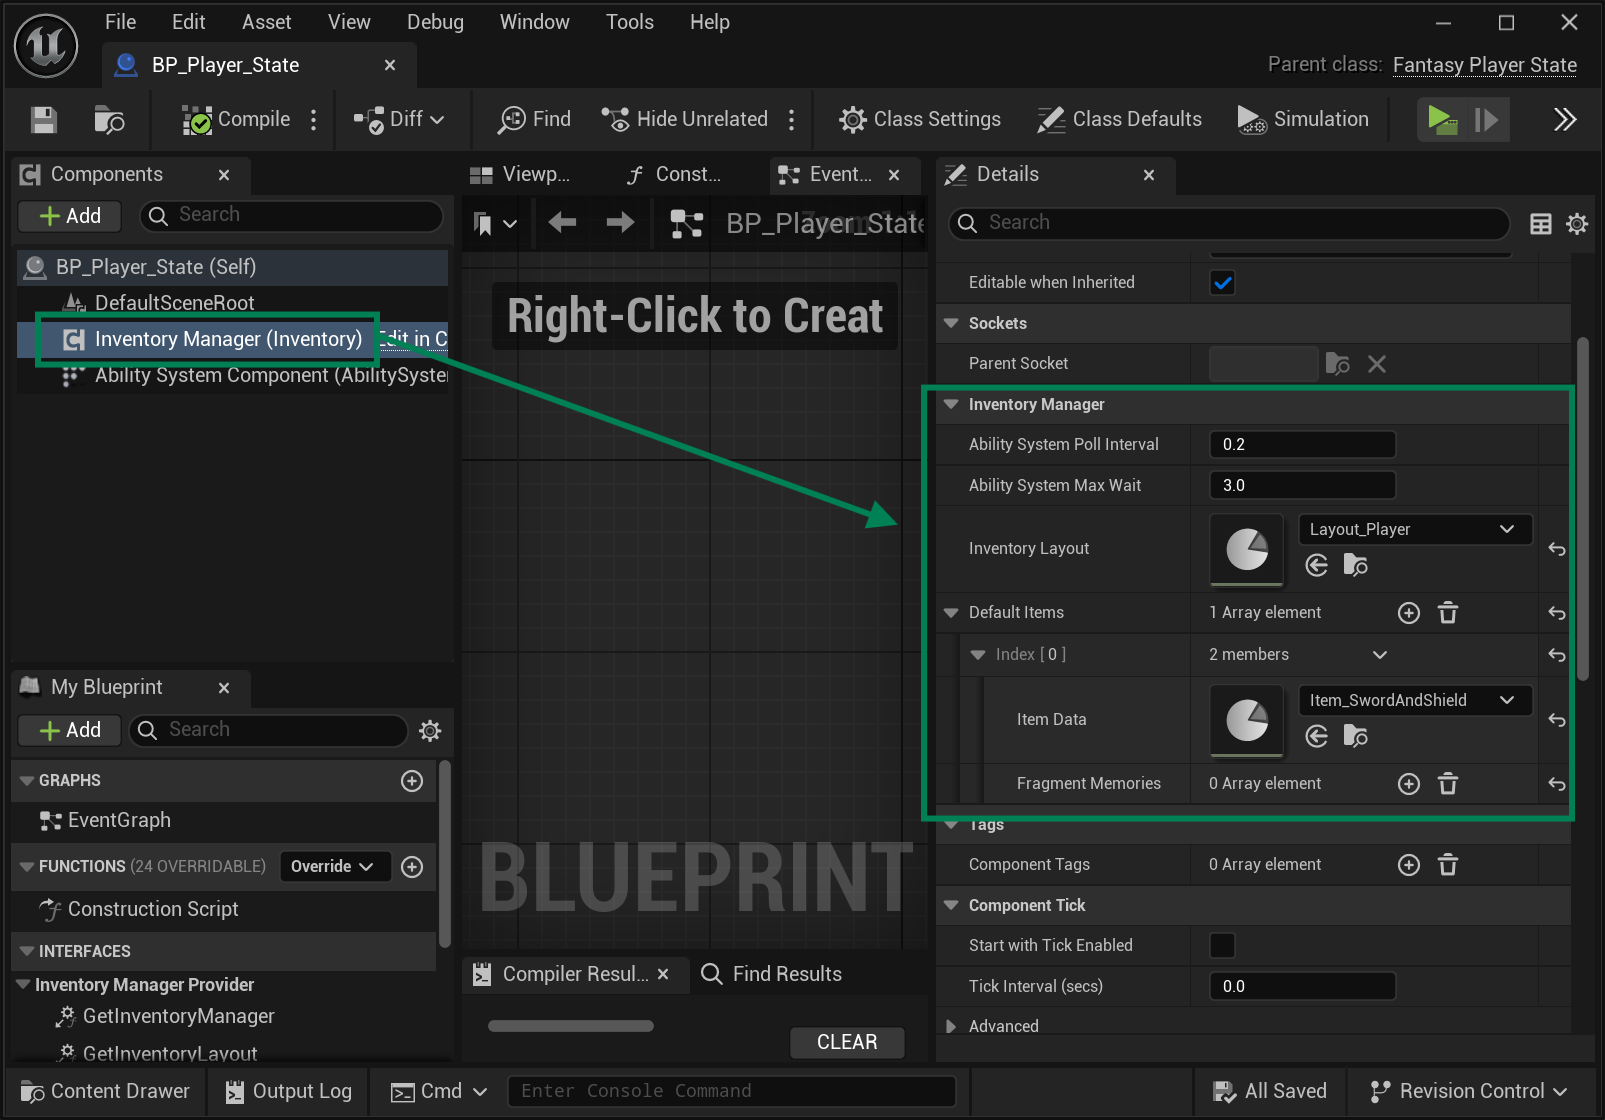 File Edit Asset View Debug Window Tools Help
BP_Player_State
Parent class: Fantasy Player State
Compile Diff Find Hide Unrelated Class Settings Class Defaults Simulation
Components
Add Search
BP_Player_State (Self)
DefaultSceneRoot
Inventory Manager (Inventory) Edit in C
Ability System Component (AbilitySyste
My Blueprint
Add Search
GRAPHS
EventGraph
FUNCTIONS (24 OVERRIDABLE) Override
Construction Script
INTERFACES
Inventory Manager Provider
GetInventoryManager
GetInventoryLayout
Viewp... Const... Event...
BP_Player_State
Right-Click to Creat
BLUEPRINT
Compiler Resul... Find Results
CLEAR
Details
Search
Editable when Inherited
Sockets
Parent Socket
Inventory Manager
Ability System Poll Interval 0.2
Ability System Max Wait 3.0
Inventory Layout Layout_Player
Default Items 1 Array element
Index [ 0 ] 2 members
Item Data Item_SwordAndShield
Fragment Memories 0 Array element
Tags
Component Tags 0 Array element
Component Tick
Start with Tick Enabled
Tick Interval (secs) 0.0
Advanced
Content Drawer Output Log Cmd Enter Console Command All Saved Revision Control